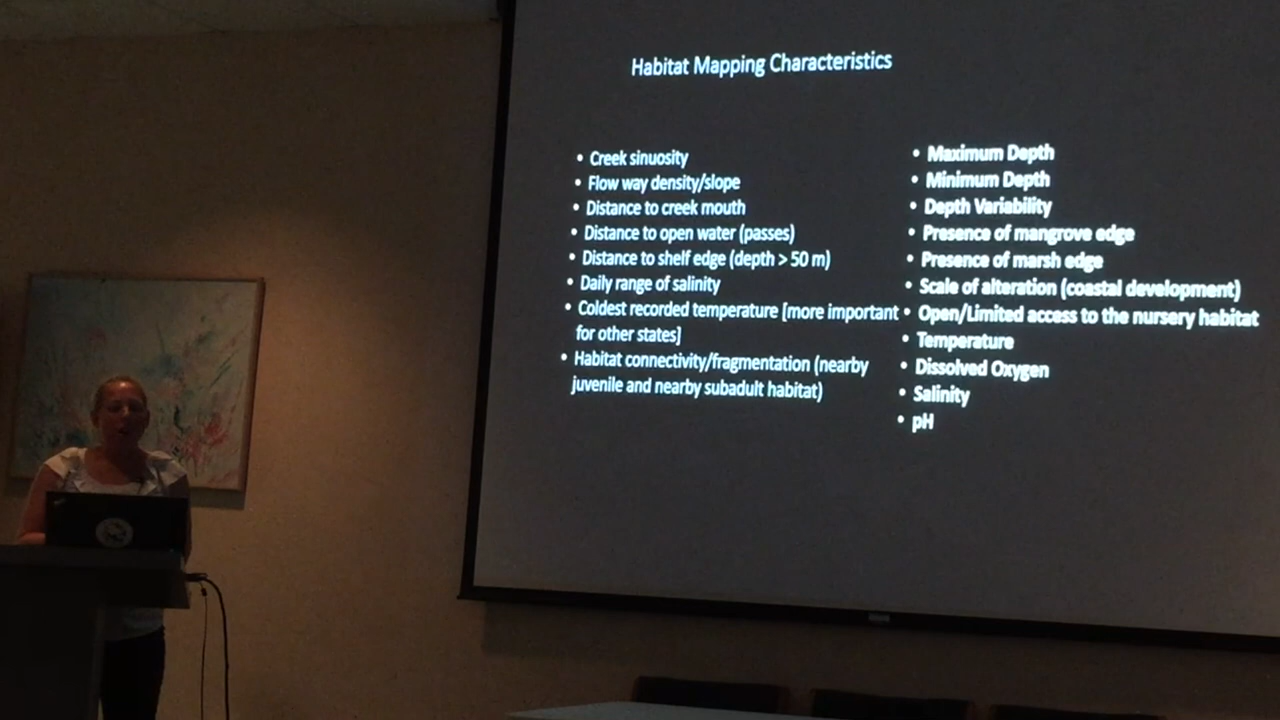 Habitat Mapping Characteristics
• Creek sinuosity
• Flow way density/slope
• Distance to creek mouth
• Distance to open water (passes)
• Distance to shelf edge (depth > 50 m)
• Daily range of salinity
• Coldest recorded temperature [more important
for other states]
• Habitat connectivity/fragmentation (nearby
juvenile and nearby subadult habitat)
• Maximum Depth
• Minimum Depth
• Depth Variability
• Presence of mangrove edge
• Presence of marsh edge
• Scale of alteration (coastal development)
• Open/Limited access to the nursery habitat
• Temperature
• Dissolved Oxygen
• Salinity
• pH